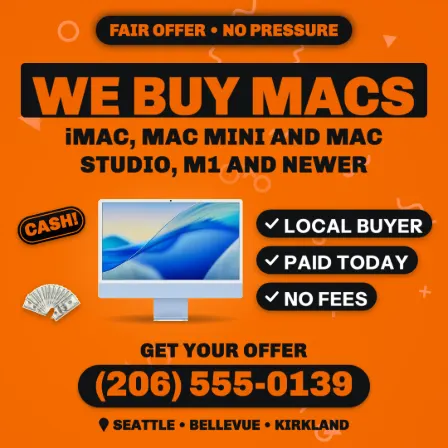 FAIR OFFER • NO PRESSURE
WE BUY MACS
iMAC, MAC MINI AND MAC
STUDIO, M1 AND NEWER
CASH!
LOCAL BUYER
PAID TODAY
NO FEES
GET YOUR OFFER
(206) 555-0139
SEATTLE • BELLEVUE • KIRKLAND